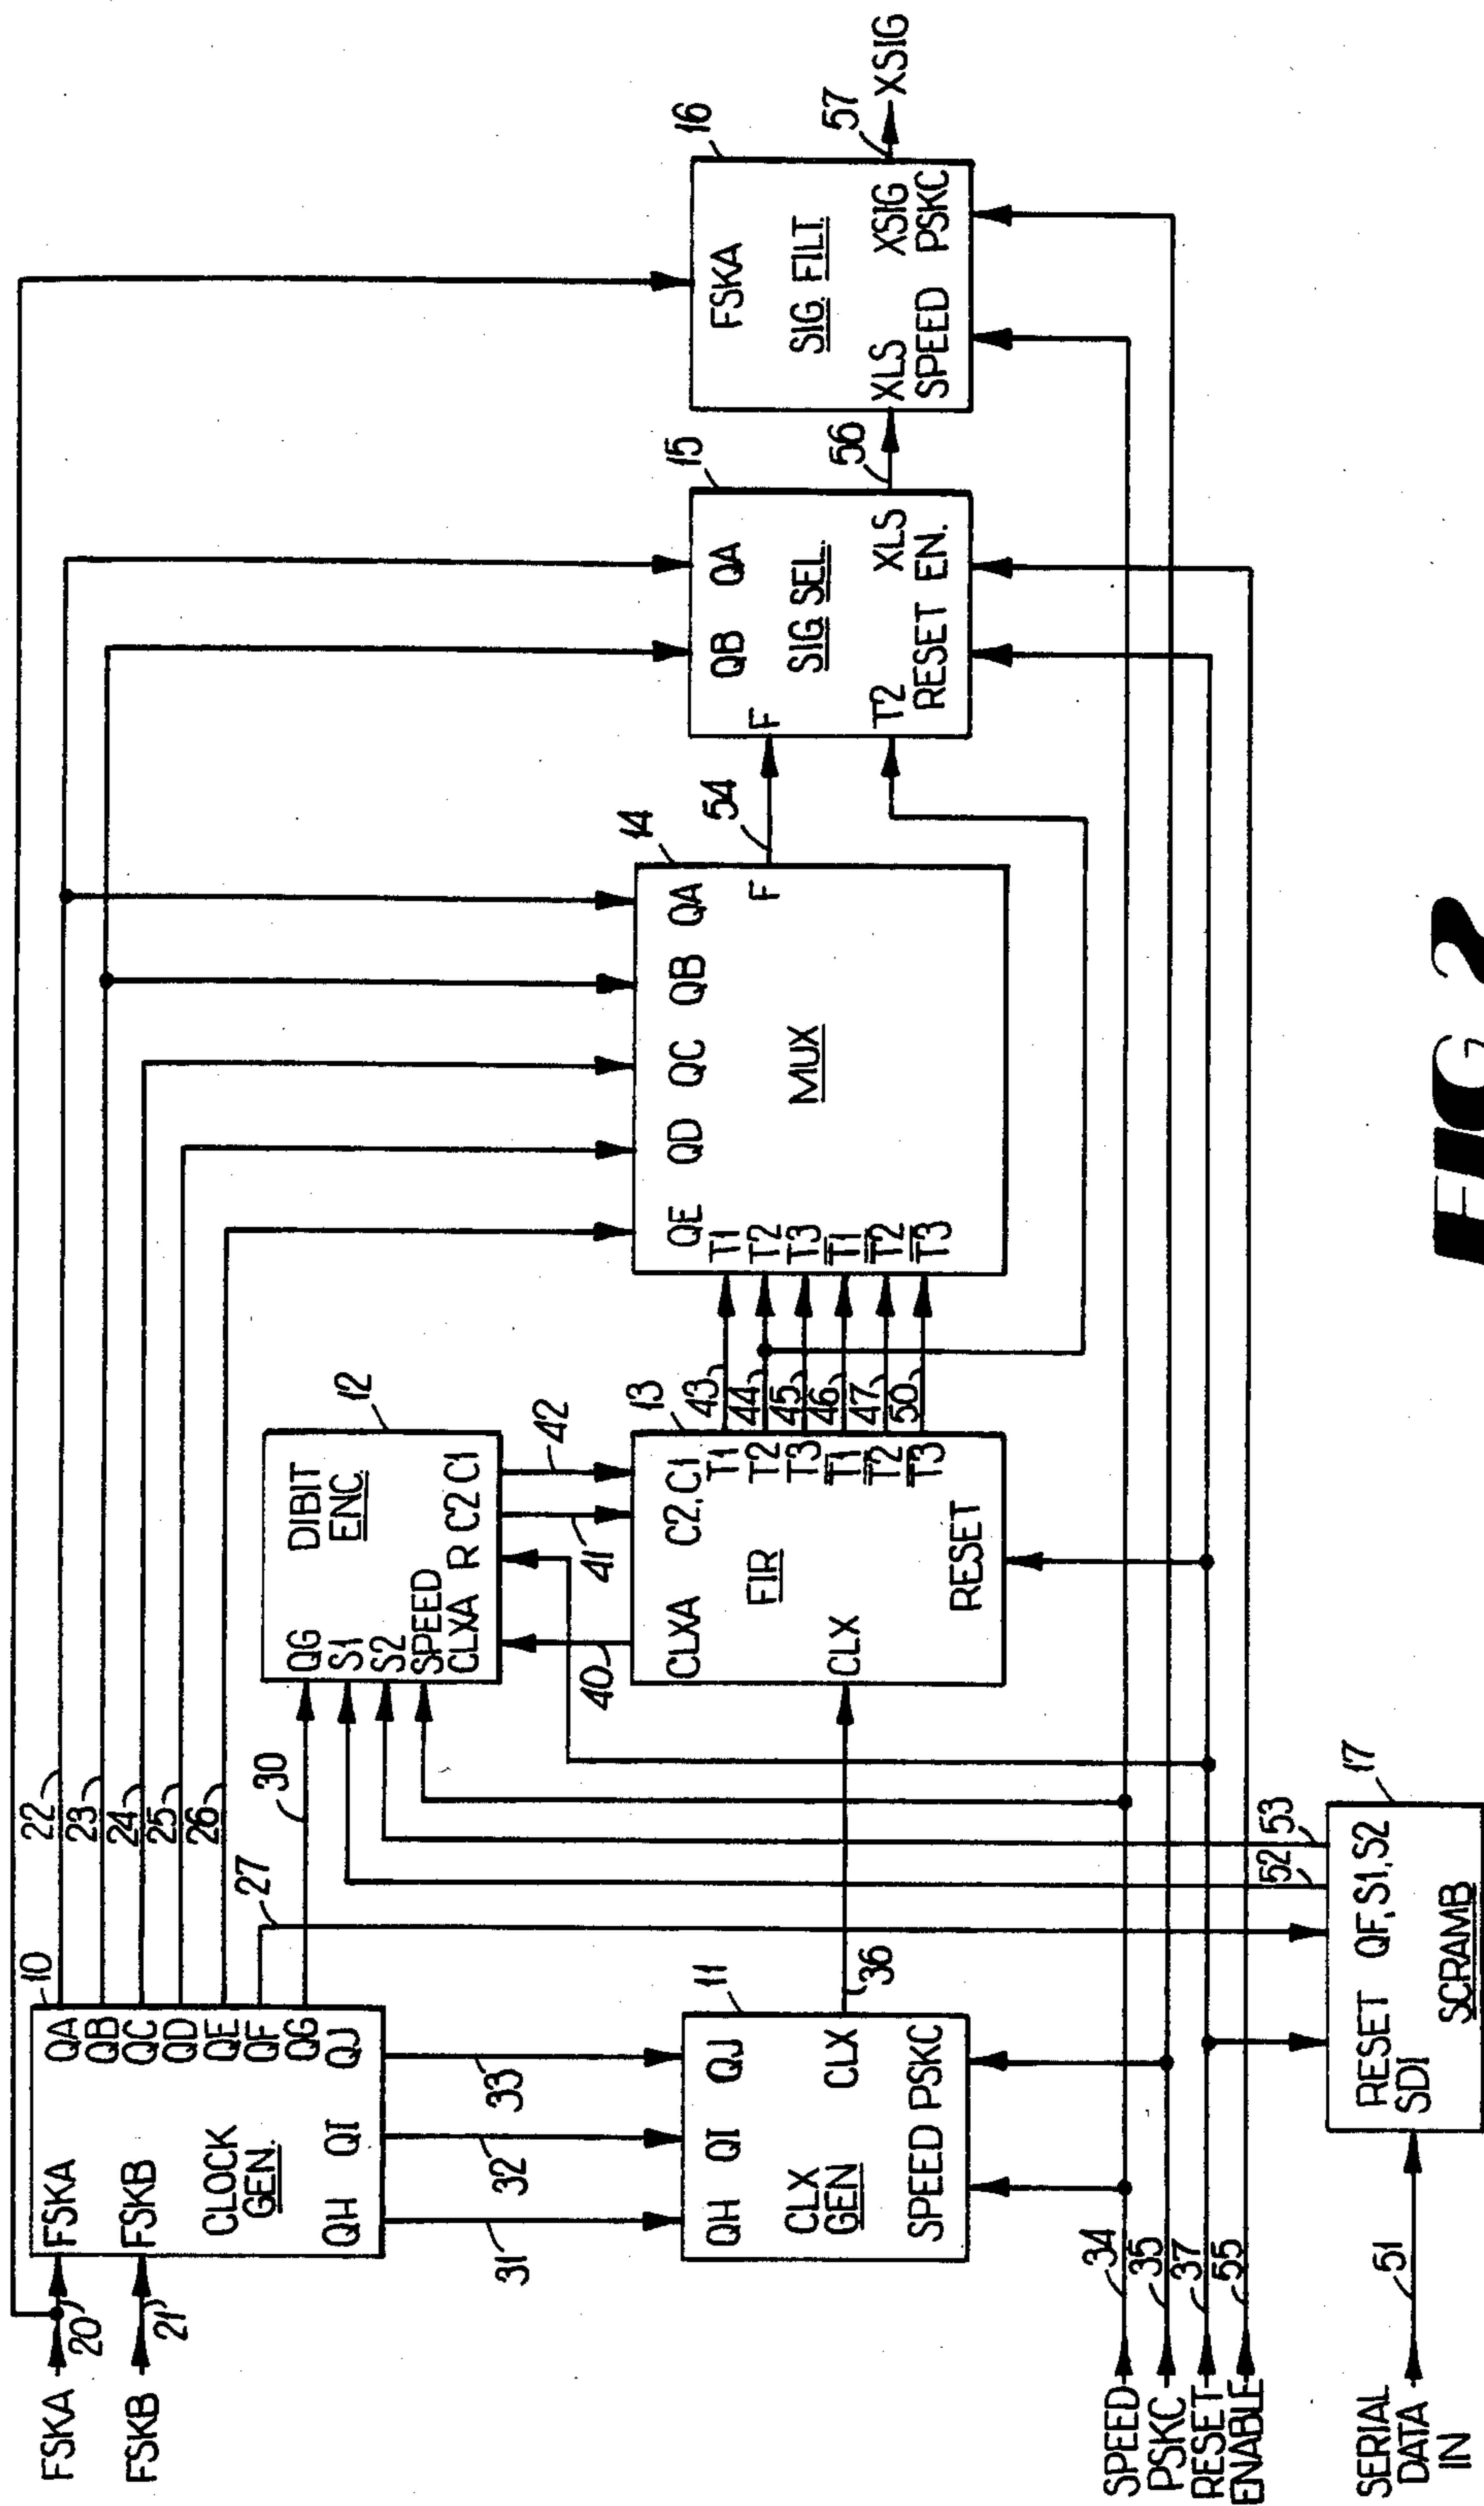 FSKA
20
FSKB
21
10
FSKA
FSKB
CLOCK
GEN.
QA
QB
QC
QD
QE
QF
QG
QH QI QJ
22
23
24
25
26
27
30
31
32
33
11
QH QI QJ
CLX
GEN
CLX
SPEED PSKC
36
12
DIBIT
ENC.
QG
S1
S2
SPEED
CLXA R C2 C1
40
41
42
13
CLXA C2, C1
FIR
CLX
RESET
T1
T2
T3
T̅1̅
T̅2̅
T̅3̅
43
44
45
46
47
50
14
QE QD QC QB QA
T1
T2
T3
T̅1̅
T̅2̅
T̅3̅
MUX
F
54
15
QB QA
F
SIG SEL.
T2 XLS
RESET EN.
56
16
FSKA
SIG. FILT.
XLS XSIG
SPEED PSKC
57
XSIG
SPEED
34
PSKC
35
RESET
37
ENABLE
55
SERIAL
DATA
IN
51
17
RESET QF, S1, S2
SDI
SCRAMB
52
53
FIG 2